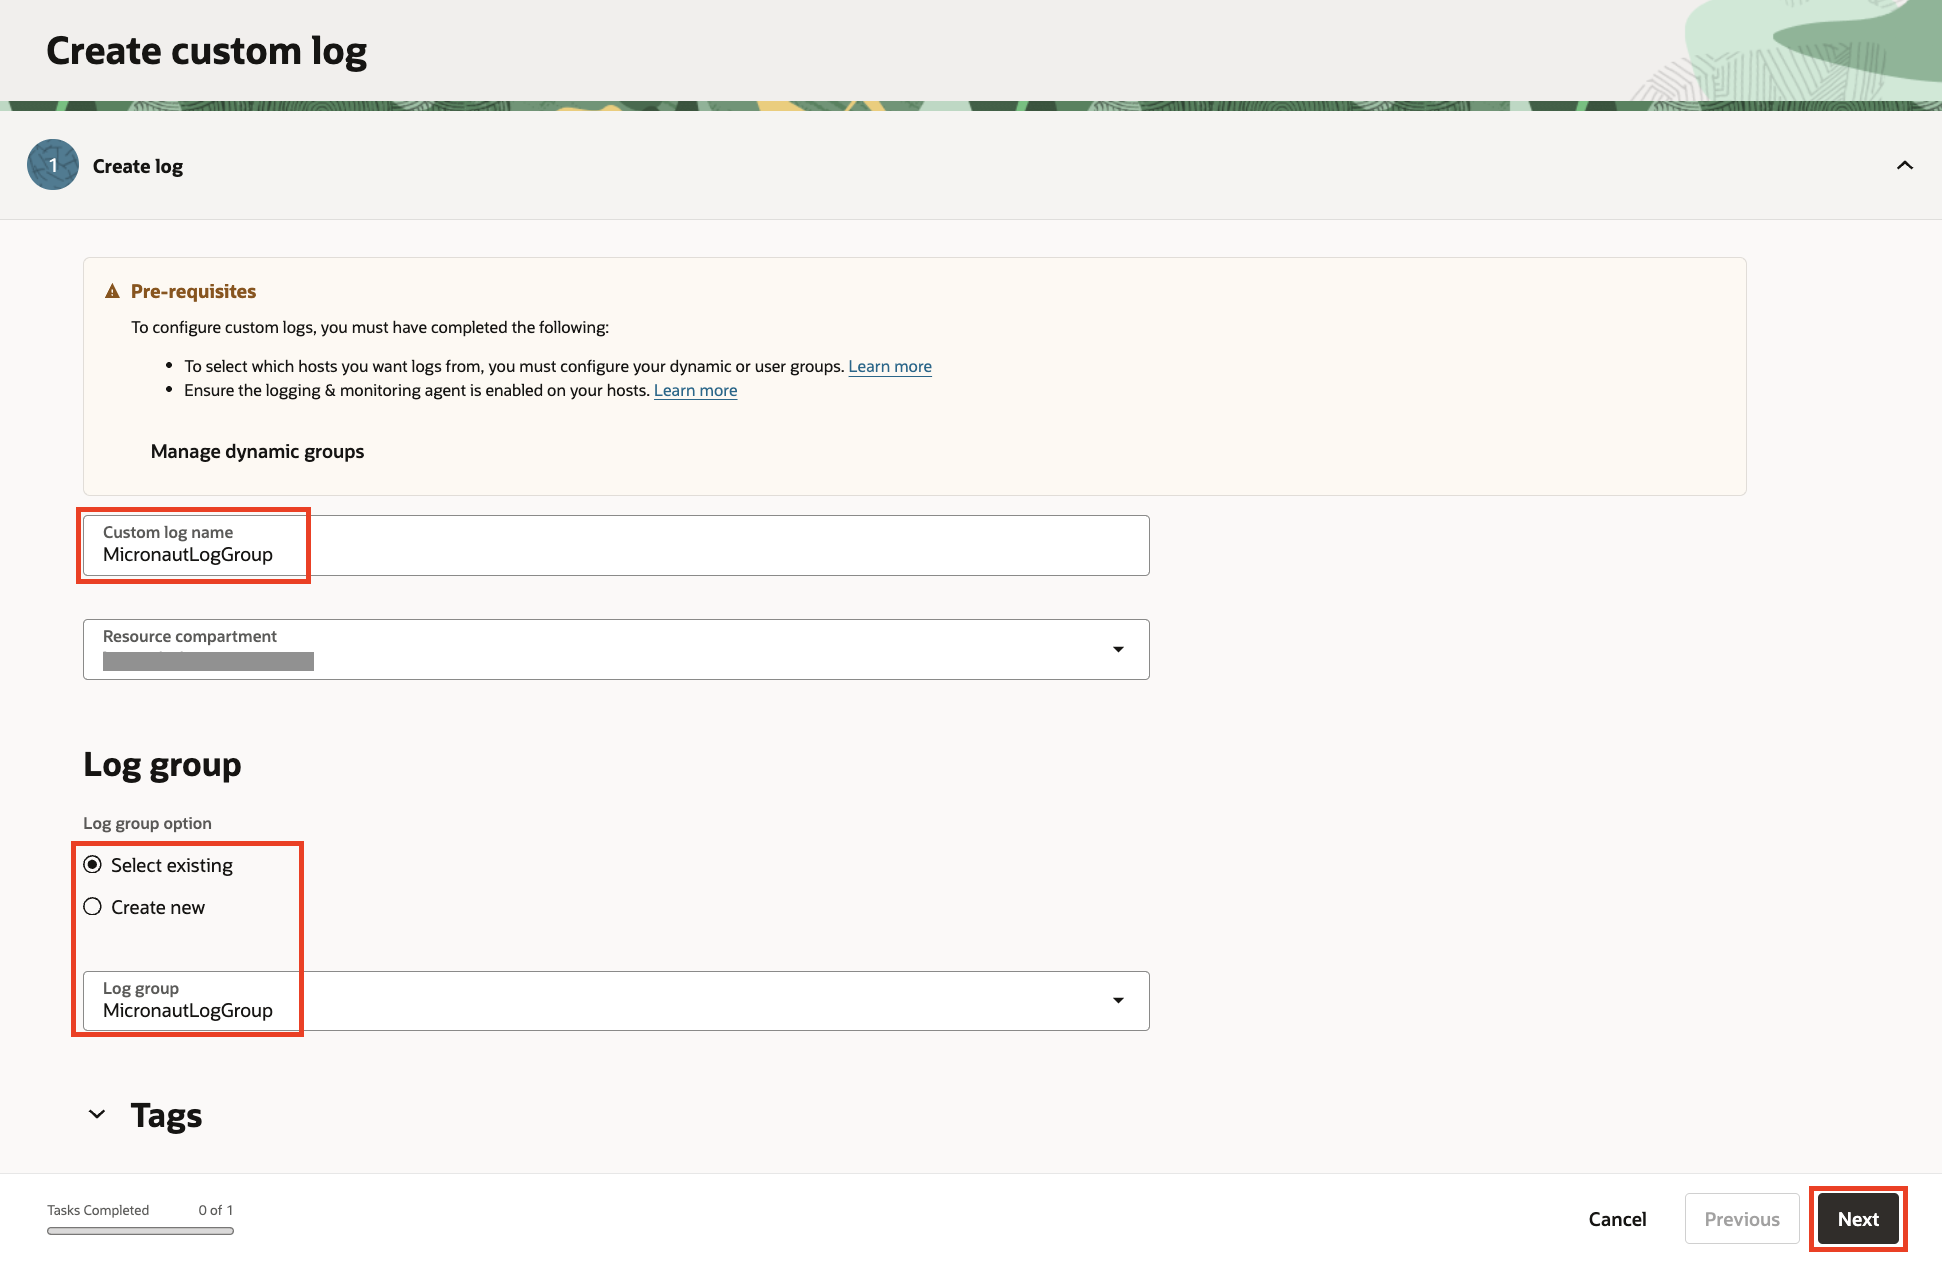 Create custom log
1 Create log
Pre-requisites
To configure custom logs, you must have completed the following:
• To select which hosts you want logs from, you must configure your dynamic or user groups. Learn more
• Ensure the logging & monitoring agent is enabled on your hosts. Learn more
Manage dynamic groups
Custom log name
MicronautLogGroup
Resource compartment
Log group
Log group option
Select existing
Create new
Log group
MicronautLogGroup
Tags
Tasks Completed 0 of 1
Cancel Previous Next